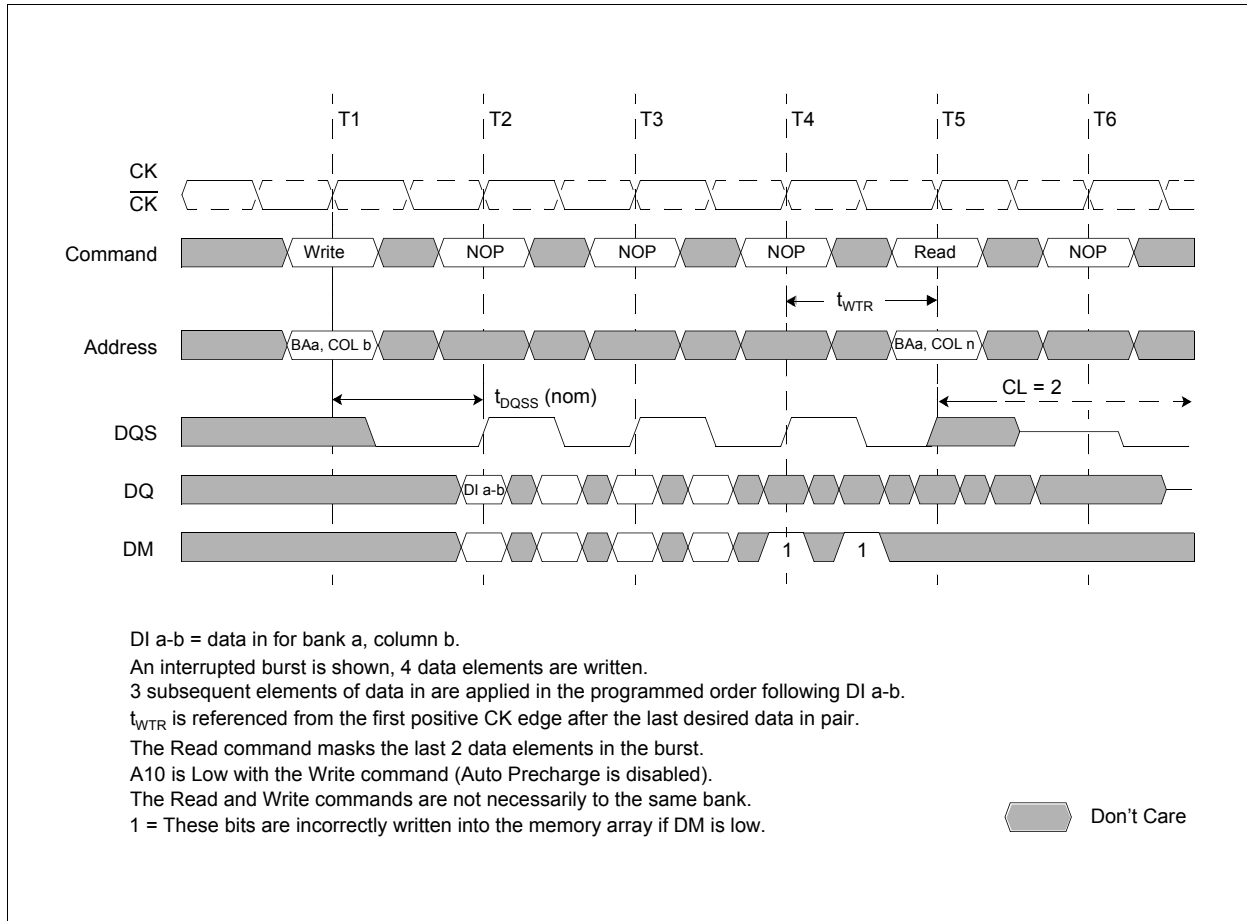 T1 T2 T3 T4 T5 T6
CK
CK
Command Write NOP NOP NOP Read NOP
tWTR
Address BAa, COL b BAa, COL n
tDQSS (nom) CL = 2
DQS
DQ DI a-b
DM 1 1
DI a-b = data in for bank a, column b.
An interrupted burst is shown, 4 data elements are written.
3 subsequent elements of data in are applied in the programmed order following DI a-b.
tWTR is referenced from the first positive CK edge after the last desired data in pair.
The Read command masks the last 2 data elements in the burst.
A10 is Low with the Write command (Auto Precharge is disabled).
The Read and Write commands are not necessarily to the same bank.
1 = These bits are incorrectly written into the memory array if DM is low.
Don't Care